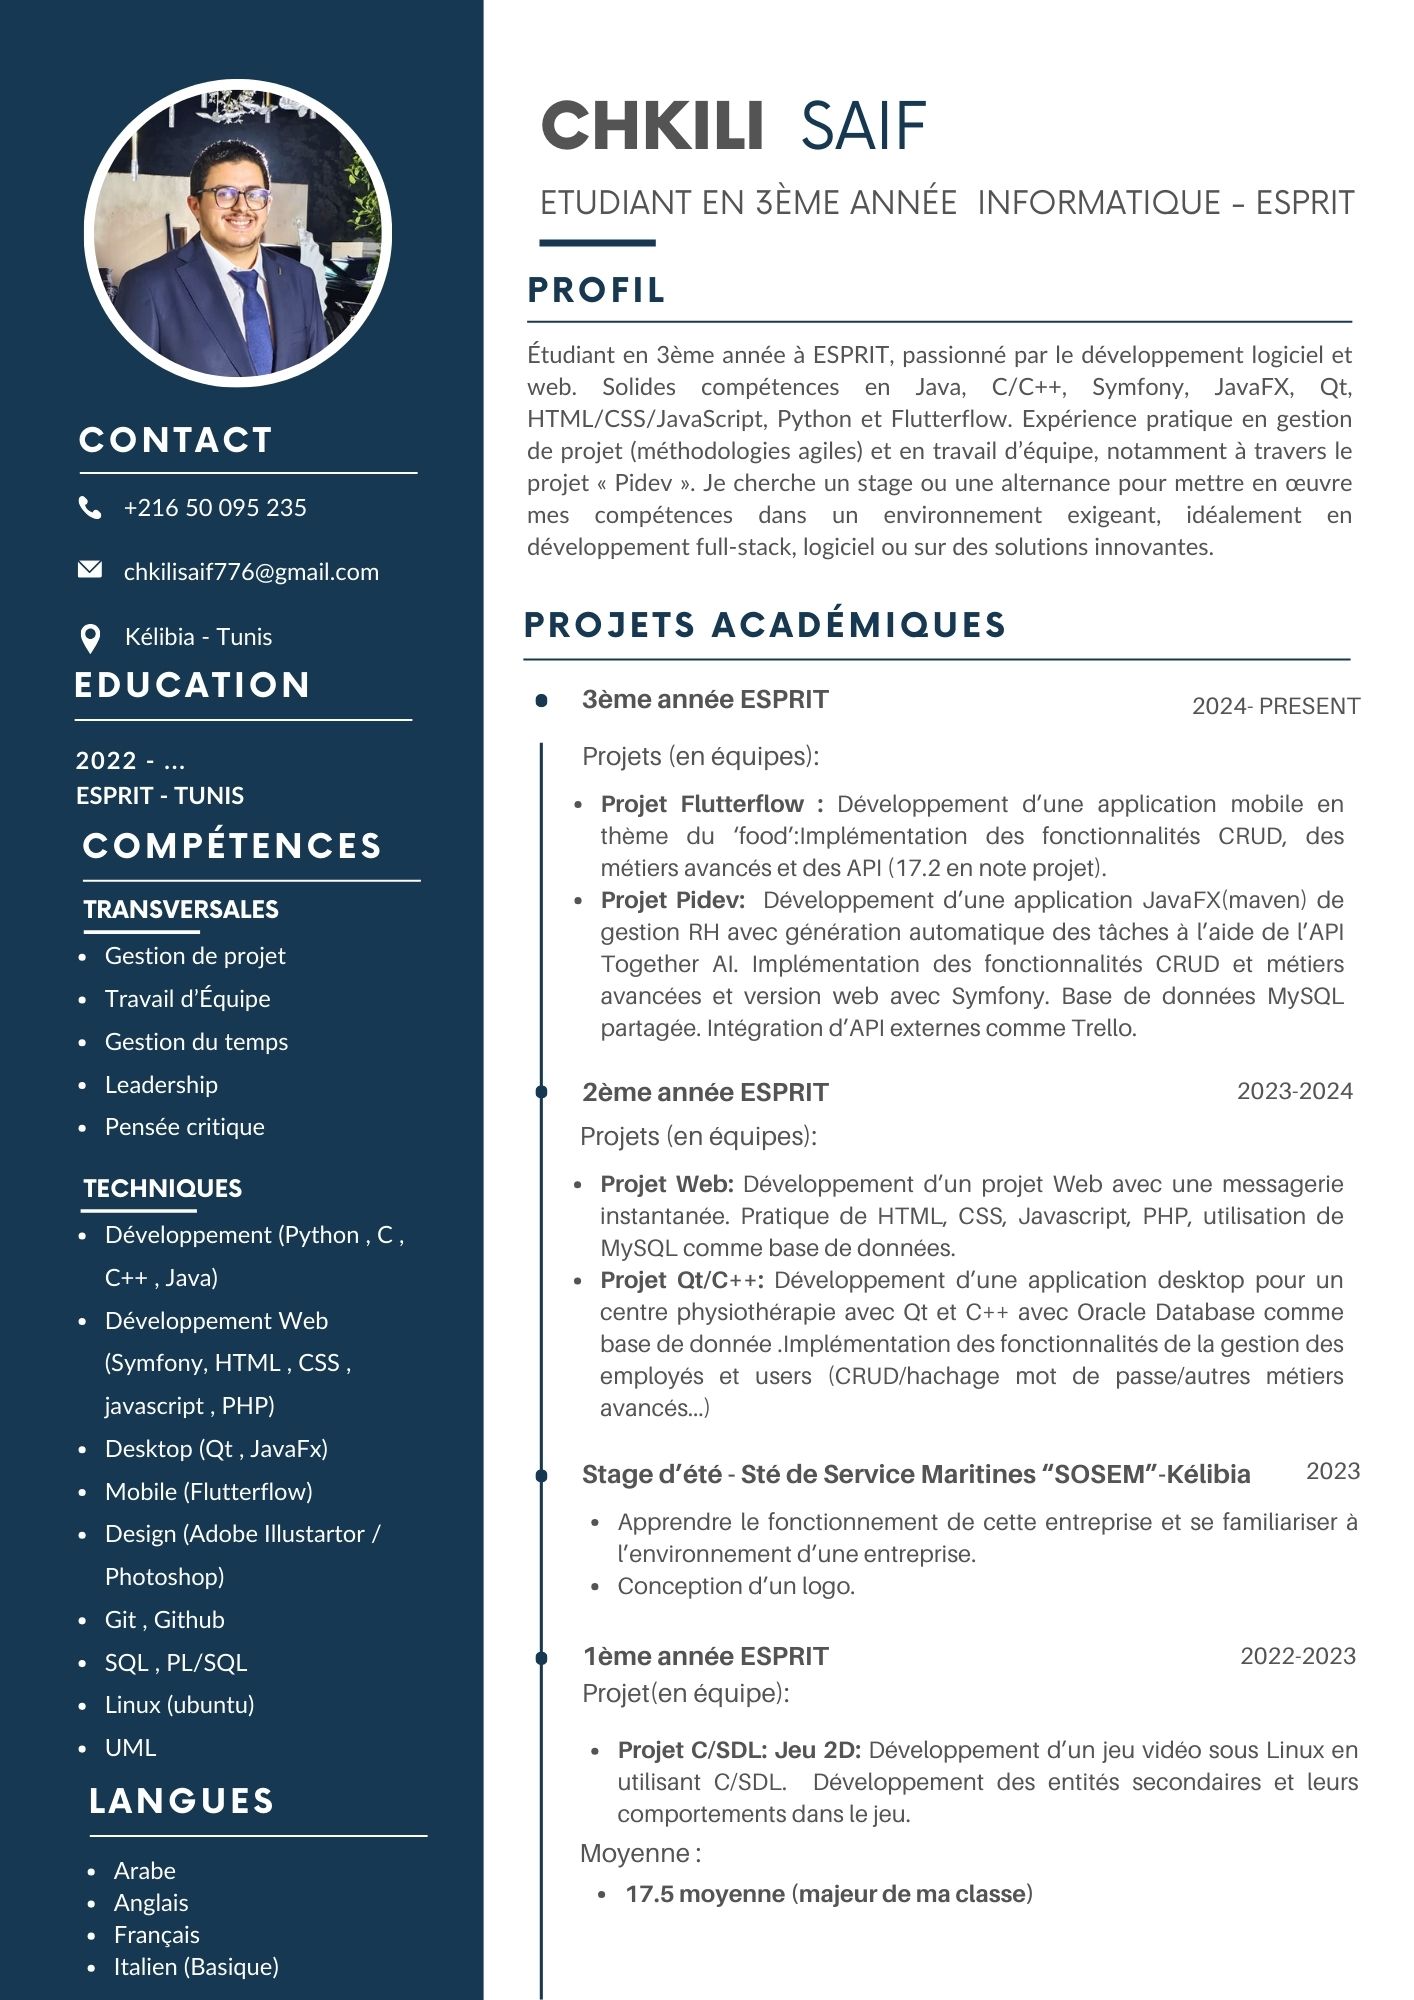 CONTACT
+216 50 095 235
chkilisaif776@gmail.com
Kélibia - Tunis
EDUCATION
2022 - ...
ESPRIT - TUNIS
COMPÉTENCES
TRANSVERSALES
• Gestion de projet
• Travail d'Équipe
• Gestion du temps
• Leadership
• Pensée critique
TECHNIQUES
• Développement (Python , C ,
C++ , Java)
• Développement Web
(Symfony, HTML , CSS ,
javascript , PHP)
• Desktop (Qt , JavaFx)
• Mobile (Flutterflow)
• Design (Adobe Illustartor /
Photoshop)
• Git , Github
• SQL , PL/SQL
• Linux (ubuntu)
• UML
LANGUES
• Arabe
• Anglais
• Français
• Italien (Basique)
CHKILI SAIF
ETUDIANT EN 3ÈME ANNÉE INFORMATIQUE - ESPRIT
PROFIL
Étudiant en 3ème année à ESPRIT, passionné par le développement logiciel et
web. Solides compétences en Java, C/C++, Symfony, JavaFX, Qt,
HTML/CSS/JavaScript, Python et Flutterflow. Expérience pratique en gestion
de projet (méthodologies agiles) et en travail d'équipe, notamment à travers le
projet « Pidev ». Je cherche un stage ou une alternance pour mettre en œuvre
mes compétences dans un environnement exigeant, idéalement en
développement full-stack, logiciel ou sur des solutions innovantes.
PROJETS ACADÉMIQUES
3ème année ESPRIT 2024- PRESENT
Projets (en équipes):
• Projet Flutterflow : Développement d'une application mobile en
thème du 'food':Implémentation des fonctionnalités CRUD, des
métiers avancés et des API (17.2 en note projet).
• Projet Pidev: Développement d'une application JavaFX(maven) de
gestion RH avec génération automatique des tâches à l'aide de l'API
Together AI. Implémentation des fonctionnalités CRUD et métiers
avancées et version web avec Symfony. Base de données MySQL
partagée. Intégration d'API externes comme Trello.
2ème année ESPRIT 2023-2024
Projets (en équipes):
• Projet Web: Développement d'un projet Web avec une messagerie
instantanée. Pratique de HTML, CSS, Javascript, PHP, utilisation de
MySQL comme base de données.
• Projet Qt/C++: Développement d'une application desktop pour un
centre physiothérapie avec Qt et C++ avec Oracle Database comme
base de donnée .Implémentation des fonctionnalités de la gestion des
employés et users (CRUD/hachage mot de passe/autres métiers
avancés...)
Stage d'été - Sté de Service Maritines "SOSEM"-Kélibia 2023
• Apprendre le fonctionnement de cette entreprise et se familiariser à
l'environnement d'une entreprise.
• Conception d'un logo.
1ème année ESPRIT 2022-2023
Projet(en équipe):
• Projet C/SDL: Jeu 2D: Développement d'un jeu vidéo sous Linux en
utilisant C/SDL. Développement des entités secondaires et leurs
comportements dans le jeu.
Moyenne :
• 17.5 moyenne (majeur de ma classe)